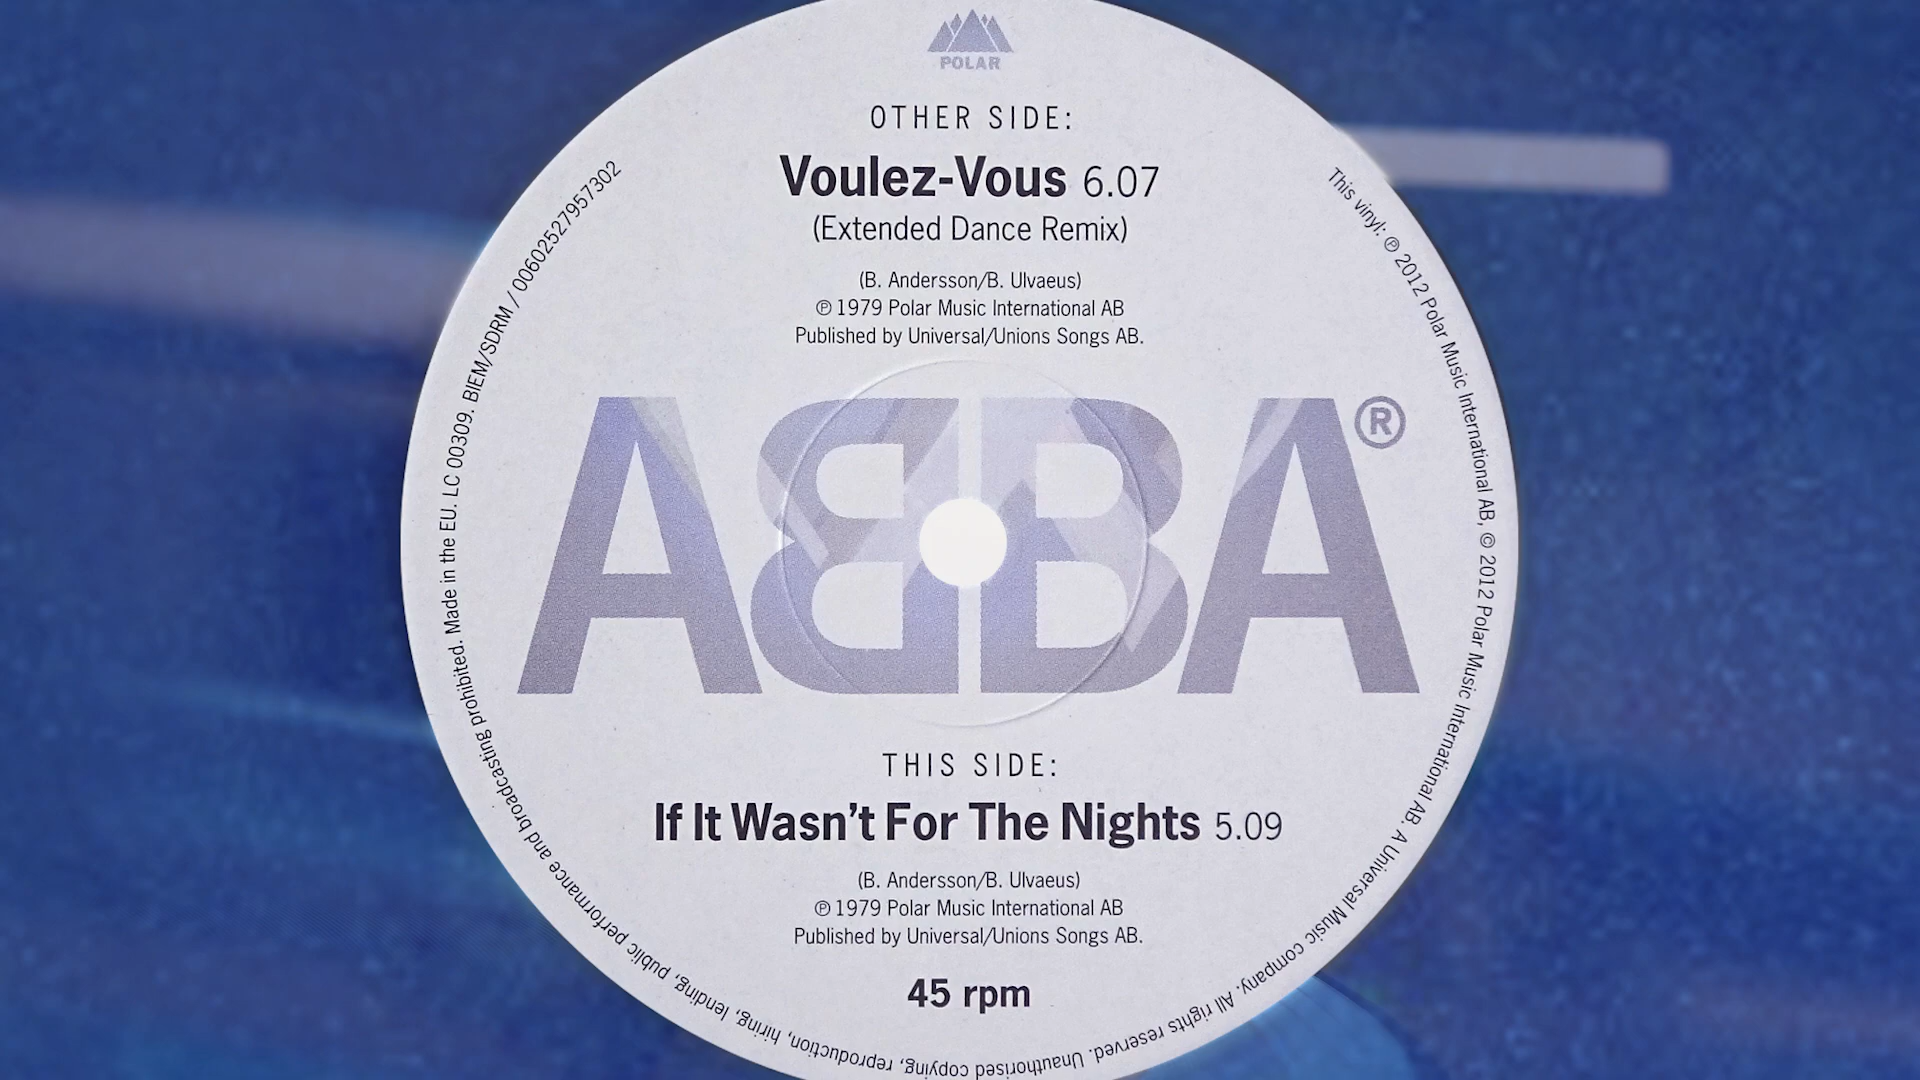 POLAR
OTHER SIDE:
Voulez-Vous 6.07
(Extended Dance Remix)
(B. Andersson/B. Ulvaeus)
℗ 1979 Polar Music International AB
Published by Universal/Unions Songs AB.
ABBA®
THIS SIDE:
If It Wasn't For The Nights 5.09
(B. Andersson/B. Ulvaeus)
℗ 1979 Polar Music International AB
Published by Universal/Unions Songs AB.
45 rpm
This vinyl: ℗ 2012 Polar Music International AB, © 2012 Polar Music International AB. A Universal Music company. All rights reserved. Unauthorised copying, reproduction, hiring, lending, public performance and broadcasting prohibited. Made in the EU. LC 00309. BIEM/SDRM / 00602527957302